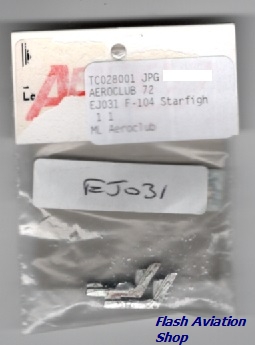 Le
TC028001 JPG
AEROCLUB 72
EJ031 F-104 Starfigh
1 1
ML Aeroclub
EJ031
Flash Aviation
Shop